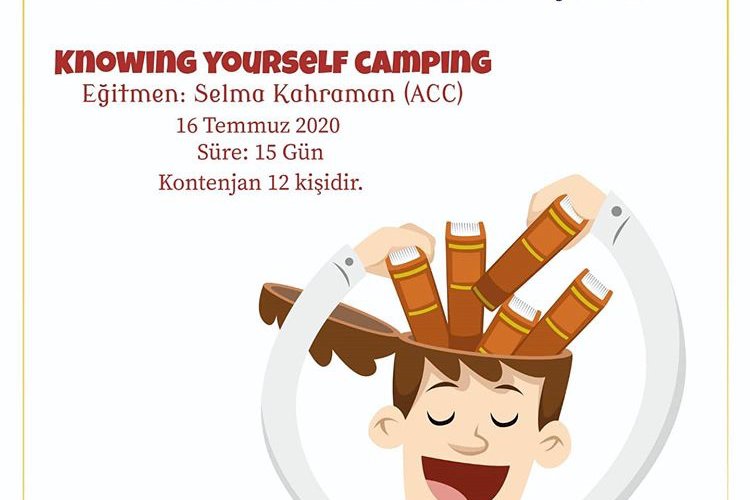 Knowing Yourself Camping
Eğitmen: Selma Kahraman (ACC)
16 Temmuz 2020
Süre: 15 Gün
Kontenjan 12 kişidir.